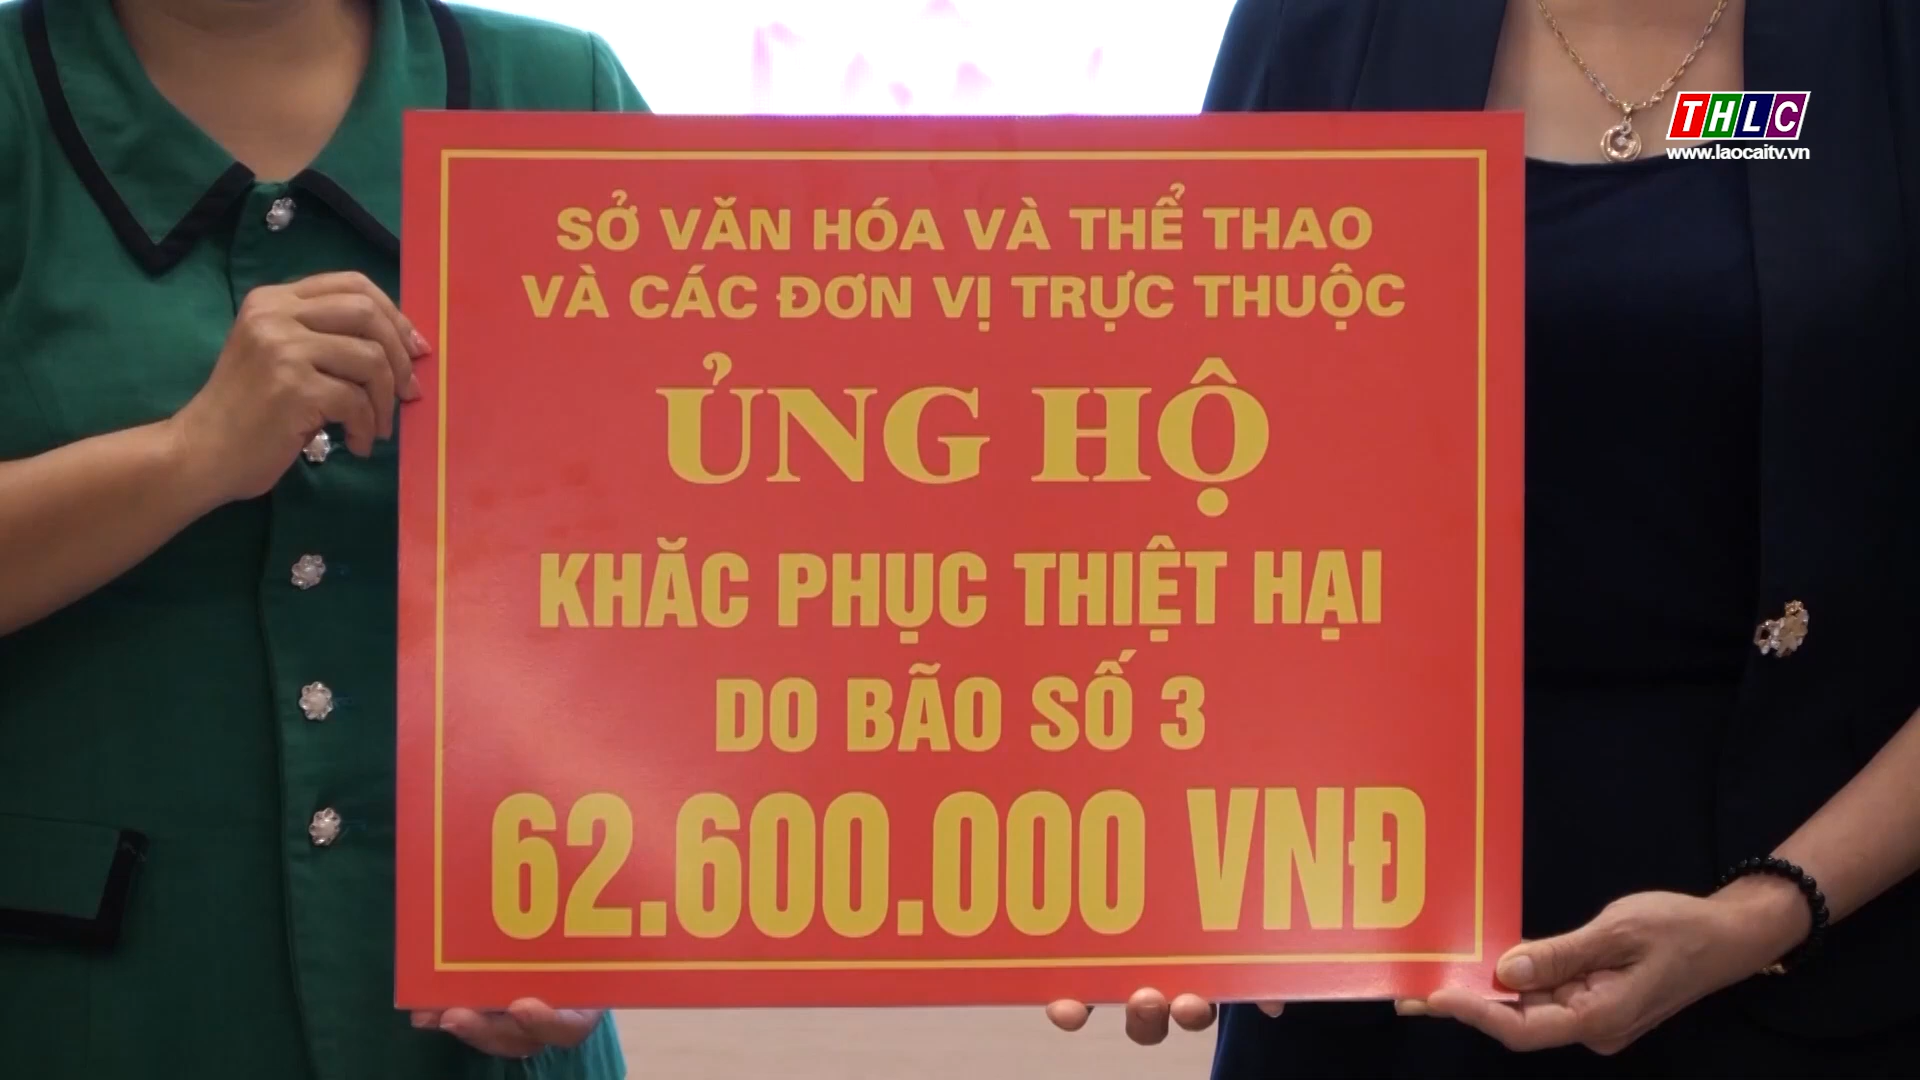 THLC
www.laocaitv.vn
SỞ VĂN HÓA VÀ THỂ THAO
VÀ CÁC ĐƠN VỊ TRỰC THUỘC
ỦNG HỘ
KHĂC PHỤC THIỆT HẠI
DO BÃO SỐ 3
62.600.000 VNĐ